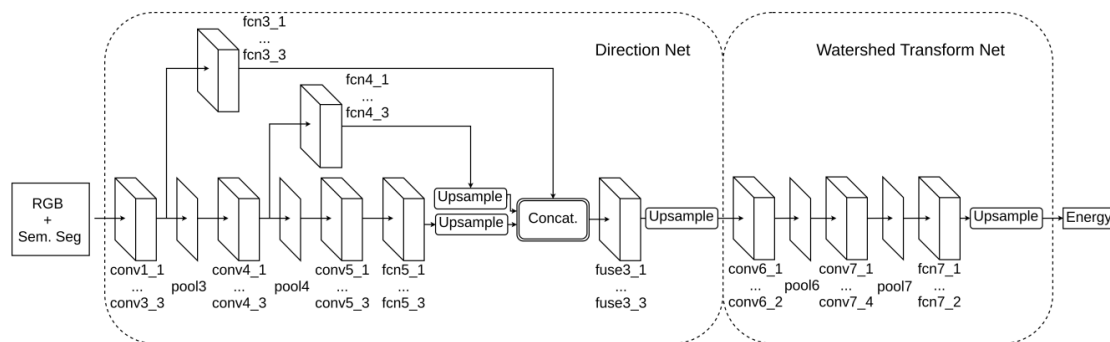 fcn3_1
...
fcn3_3
Direction Net
Watershed Transform Net
fcn4_1
...
fcn4_3
RGB
+
Sem. Seg
Upsample
Upsample
Concat.
Upsample
Upsample
Energy
conv1_1
...
conv3_3
pool3
conv4_1
...
conv4_3
pool4
conv5_1
...
conv5_3
fcn5_1
...
fcn5_3
fuse3_1
...
fuse3_3
conv6_1
...
conv6_2
pool6
conv7_1
...
conv7_4
pool7
fcn7_1
...
fcn7_2